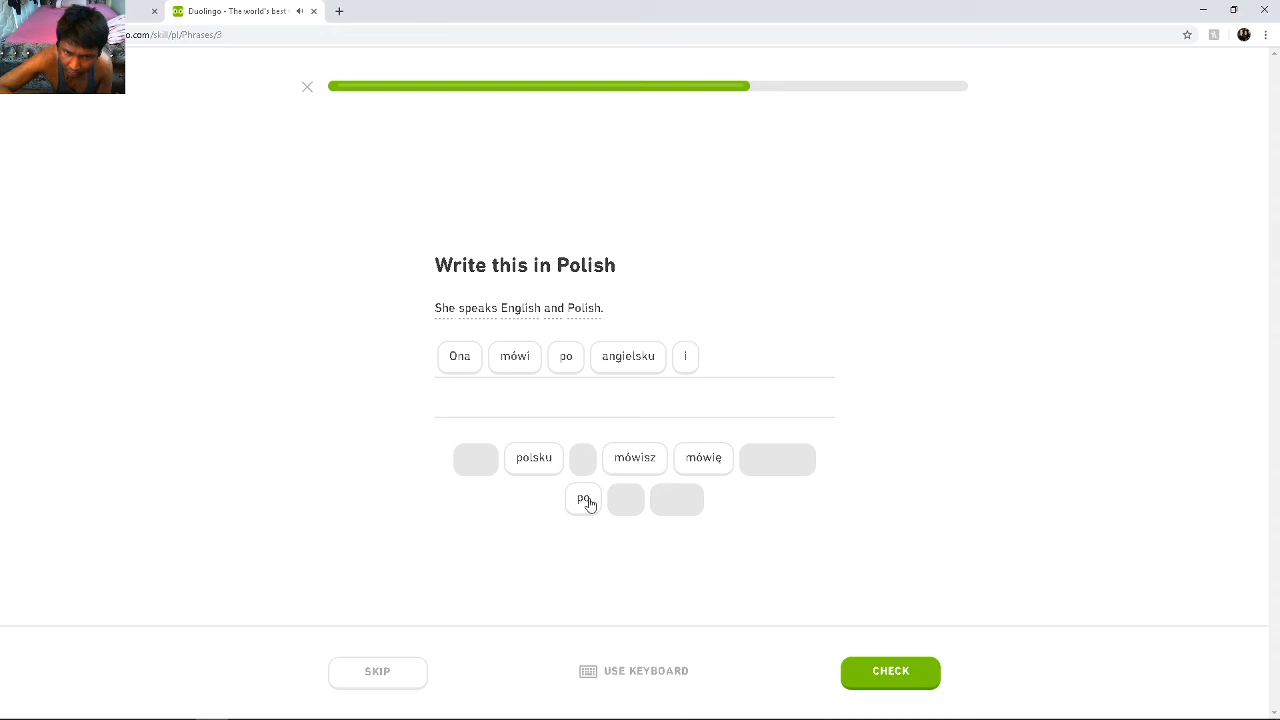 Duolingo - The world's best
o.com/skill/pl/Phrases/3
Write this in Polish
She speaks English and Polish.
Ona mówi po angielsku i
polsku mówisz mówię
po
SKIP USE KEYBOARD CHECK